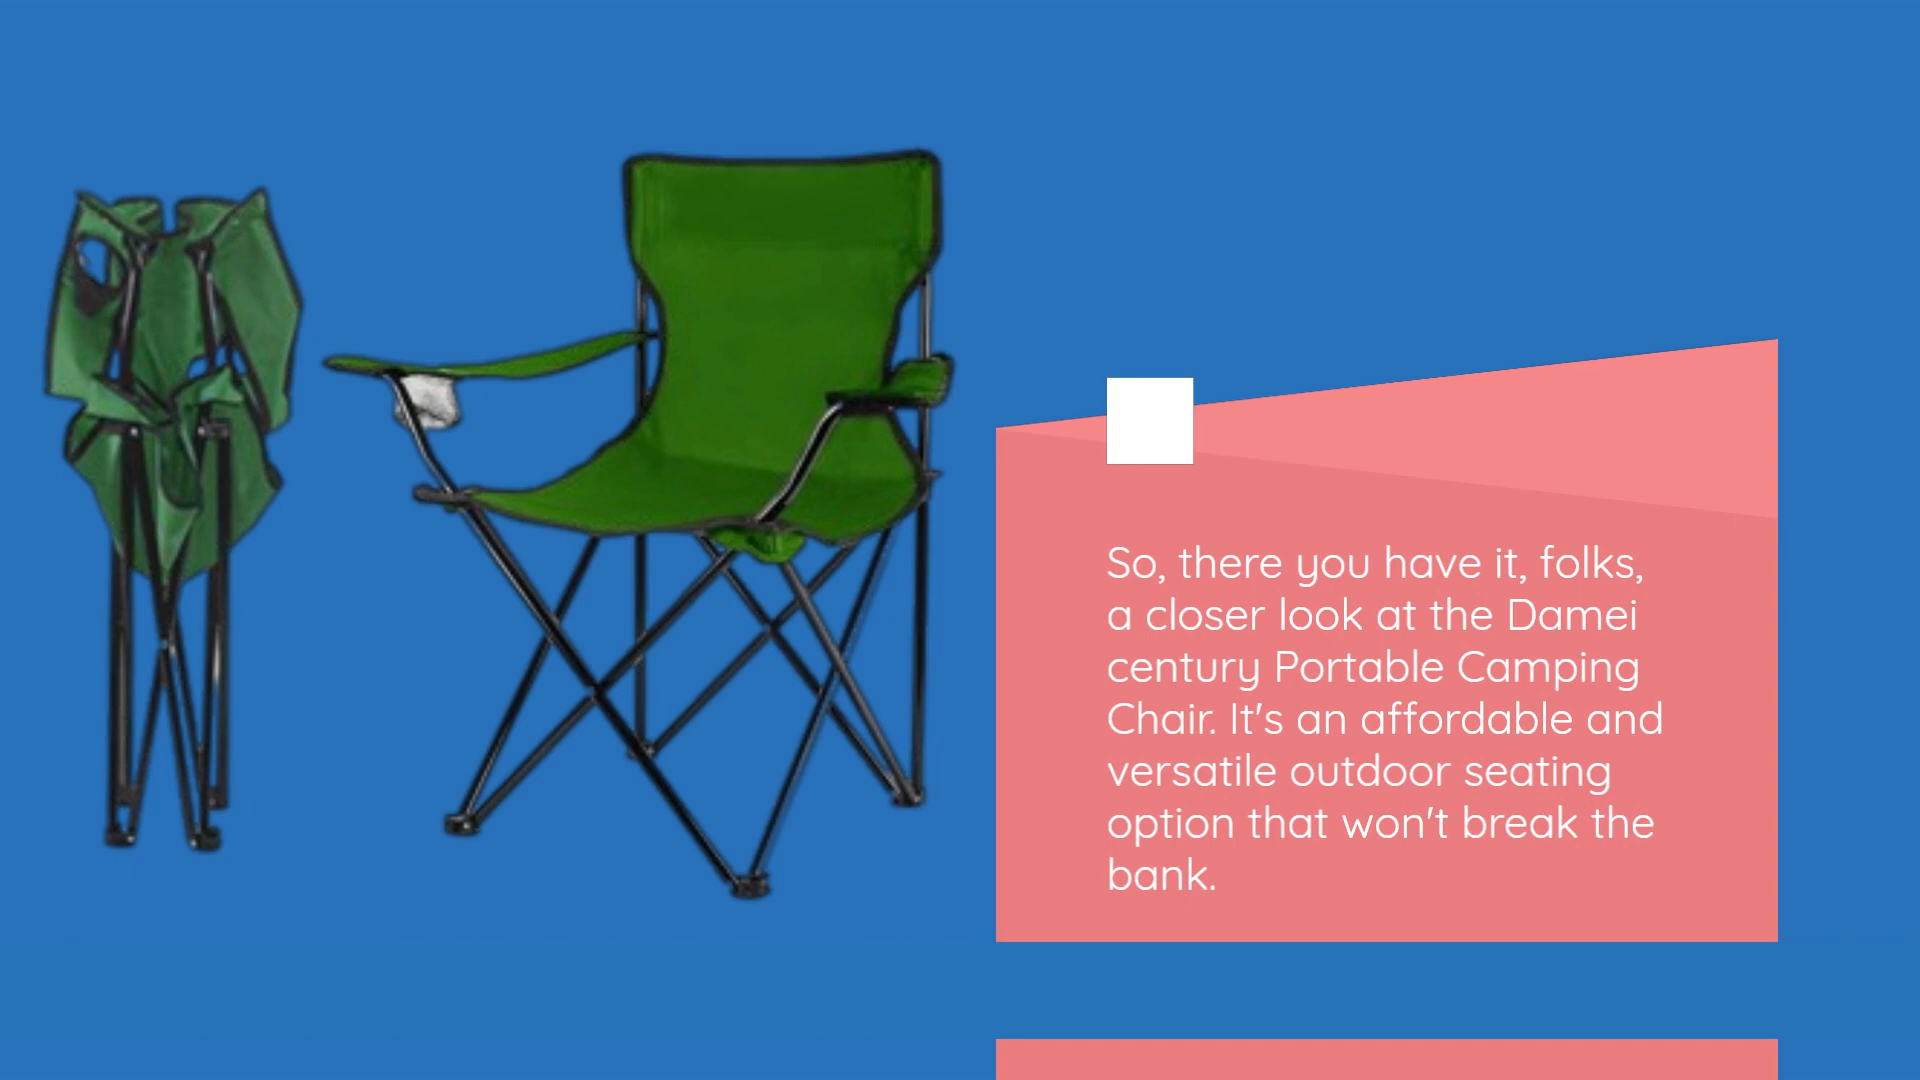 So, there you have it, folks,
a closer look at the Damei
century Portable Camping
Chair. It's an affordable and
versatile outdoor seating
option that won't break the
bank.